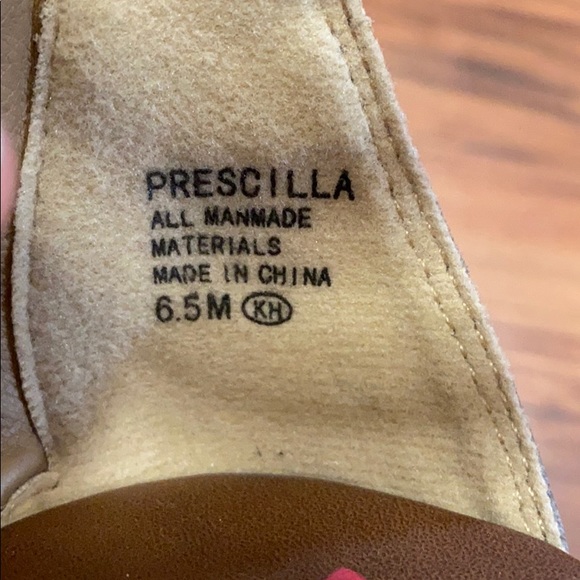 PRESCILLA
ALL MANMADE
MATERIALS
MADE IN CHINA
6.5M KH